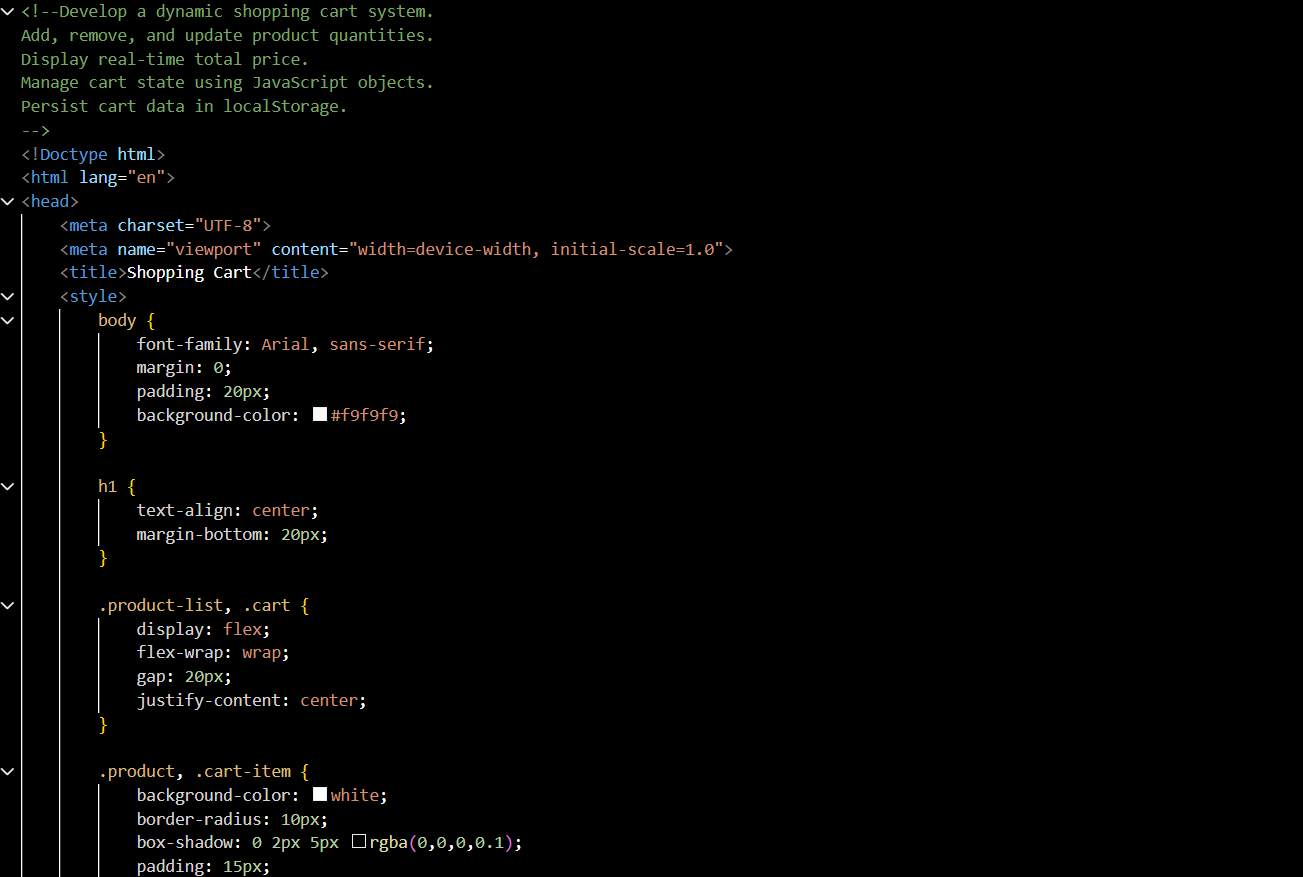 <!--Develop a dynamic shopping cart system.
Add, remove, and update product quantities.
Display real-time total price.
Manage cart state using JavaScript objects.
Persist cart data in localStorage.
-->
<!Doctype html>
<html lang="en">
<head>
    <meta charset="UTF-8">
    <meta name="viewport" content="width=device-width, initial-scale=1.0">
    <title>Shopping Cart</title>
    <style>
        body {
            font-family: Arial, sans-serif;
            margin: 0;
            padding: 20px;
            background-color: #f9f9f9;
        }

        h1 {
            text-align: center;
            margin-bottom: 20px;
        }

        .product-list, .cart {
            display: flex;
            flex-wrap: wrap;
            gap: 20px;
            justify-content: center;
        }

        .product, .cart-item {
            background-color: white;
            border-radius: 10px;
            box-shadow: 0 2px 5px rgba(0,0,0,0.1);
            padding: 15px;